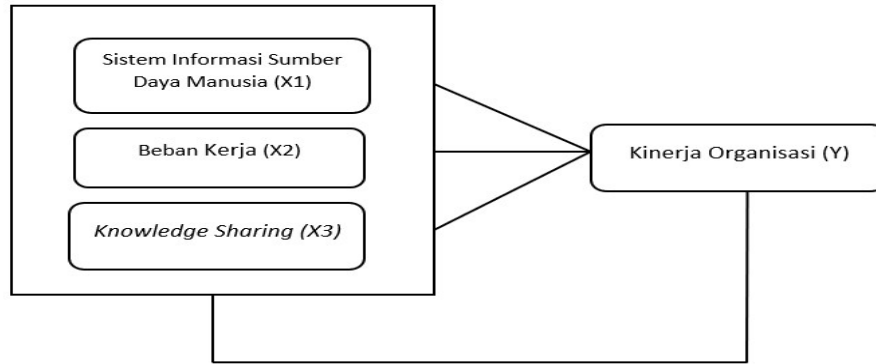 Sistem Informasi Sumber
Daya Manusia (X1)
Beban Kerja (X2)
Knowledge Sharing (X3)
Kinerja Organisasi (Y)